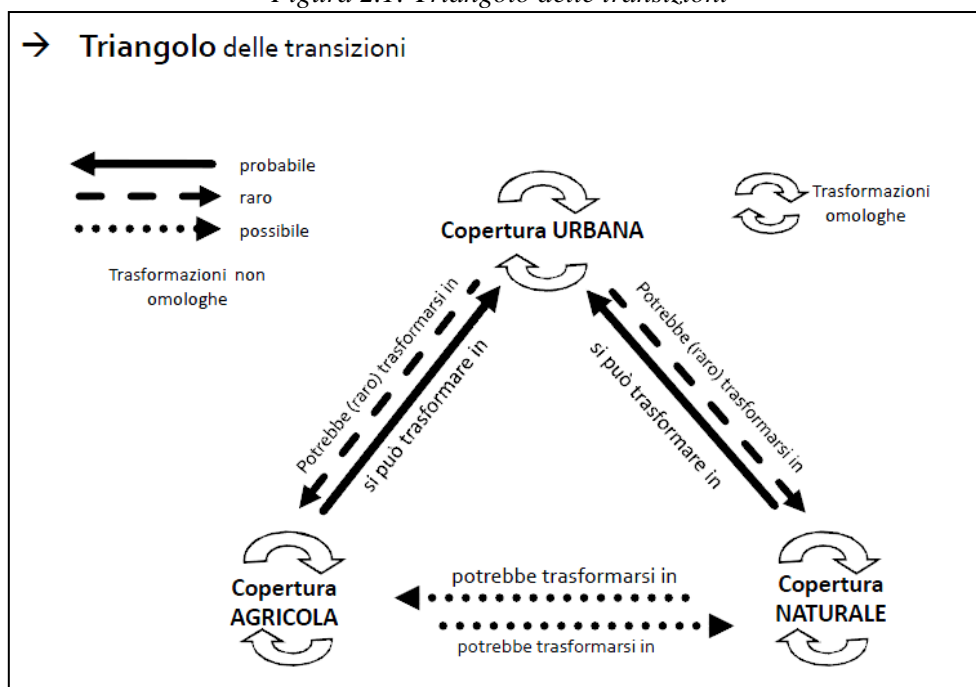 Figura 2.1: Triangolo delle transizioni
→ Triangolo delle transizioni
probabile
raro
possibile
Trasformazioni non
omologhe
Trasformazioni
omologhe
Copertura URBANA
Potrebbe (raro) trasformarsi in
si può trasformare in
Potrebbe (raro) trasformarsi in
si può trasformare in
Copertura
AGRICOLA
potrebbe trasformarsi in
potrebbe trasformarsi in
Copertura
NATURALE